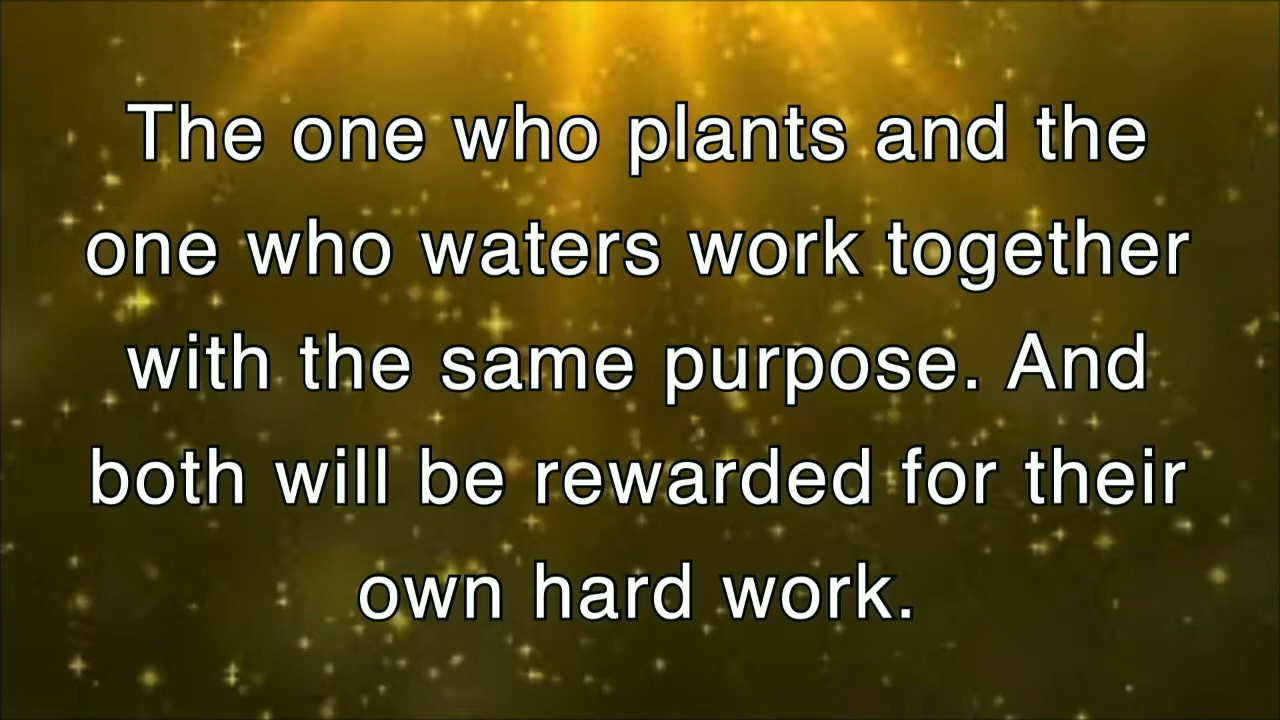 The one who plants and the
one who waters work together
with the same purpose. And
both will be rewarded for their
own hard work.